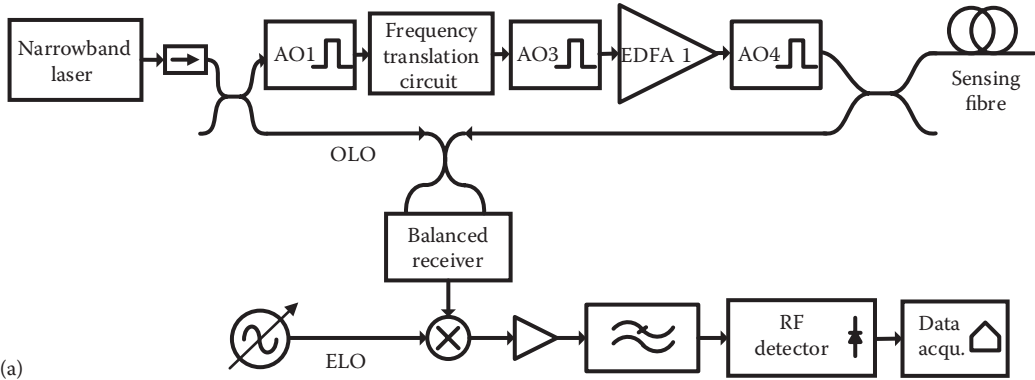 Narrowband
laser
AO1
Frequency
translation
circuit
AO3
EDFA 1
AO4
Sensing
fibre
OLO
Balanced
receiver
ELO
RF
detector
Data
acqu.
(a)